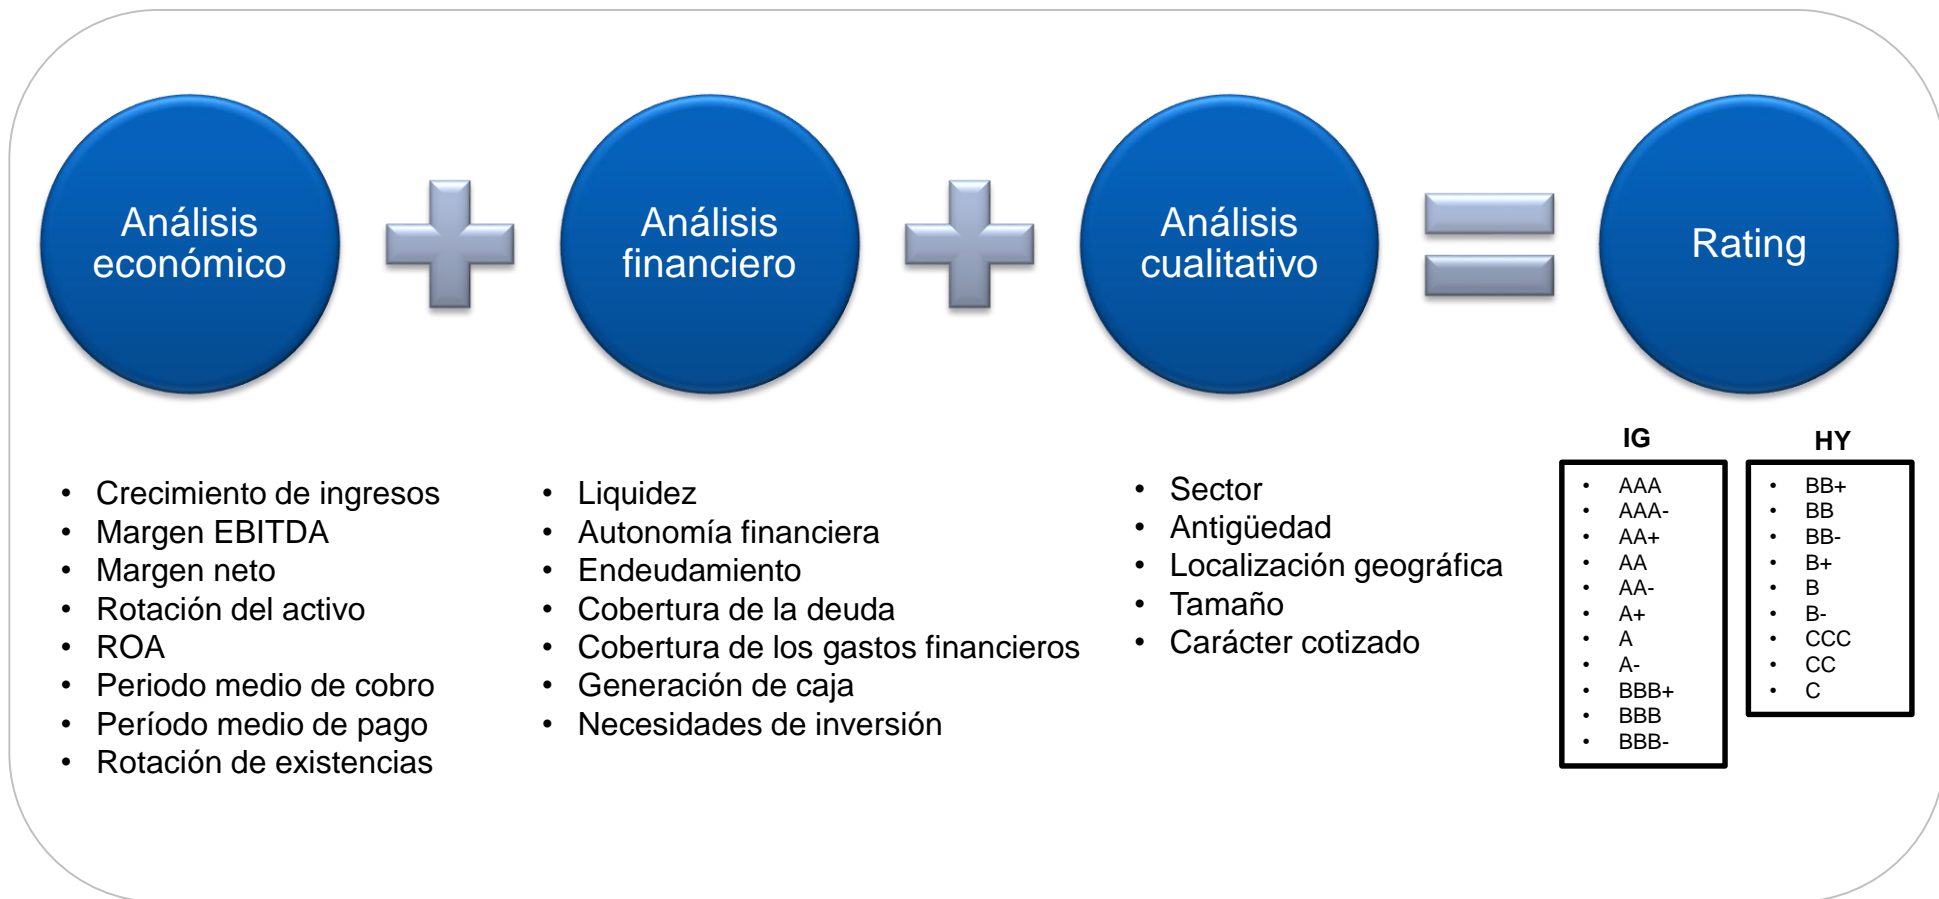 Análisis
económico
Análisis
financiero
Análisis
cualitativo
Rating
• Crecimiento de ingresos
• Margen EBITDA
• Margen neto
• Rotación del activo
• ROA
• Periodo medio de cobro
• Período medio de pago
• Rotación de existencias
• Liquidez
• Autonomía financiera
• Endeudamiento
• Cobertura de la deuda
• Cobertura de los gastos financieros
• Generación de caja
• Necesidades de inversión
• Sector
• Antigüedad
• Localización geográfica
• Tamaño
• Carácter cotizado
IG
• AAA
• AAA-
• AA+
• AA
• AA-
• A+
• A
• A-
• BBB+
• BBB
• BBB-
HY
• BB+
• BB
• BB-
• B+
• B
• B-
• CCC
• CC
• C